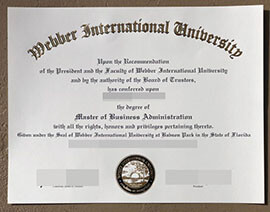 Webber International University
Upon the Recommendation
of the President and the Faculty of Webber International University
and by the authority of the Board of Trustees,
has conferred upon
the degree of
Master of Business Administration
with all the rights, honors and privileges pertaining thereto.
Given under the Seal of Webber International University at Babson Park in the State of Florida